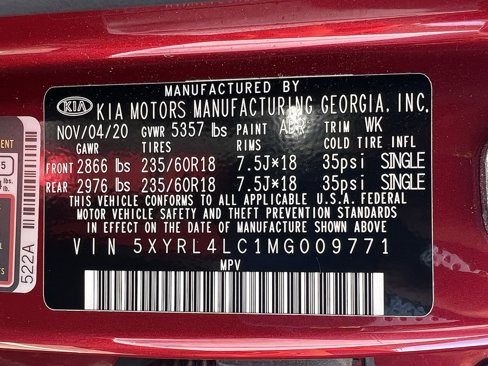 MANUFACTURED BY
KIA KIA MOTORS MANUFACTURING GEORGIA, INC.
NOV/04/20 GVWR 5357 lbs PAINT TRIM WK
GAWR TIRES RIMS COLD TIRE INFL
FRONT 2866 lbs 235/60R18 7.5J×18 35psi SINGLE
REAR 2976 lbs 235/60R18 7.5J×18 35psi SINGLE
THIS VEHICLE CONFORMS TO ALL APPLICABLE U.S.A. FEDERAL
MOTOR VEHICLE SAFETY AND THEFT PREVENTION STANDARDS
IN EFFECT ON THE DATE OF MANUFACTURE SHOWN ABOVE
VIN 5XYRL4LC1MG009771
MPV
522A